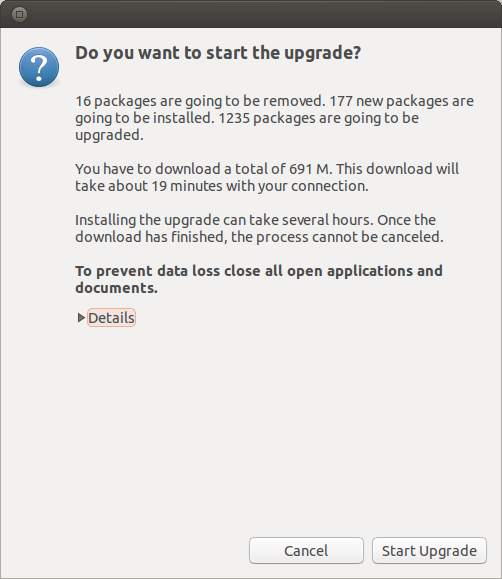 Do you want to start the upgrade?
16 packages are going to be removed. 177 new packages are
going to be installed. 1235 packages are going to be
upgraded.
You have to download a total of 691 M. This download will
take about 19 minutes with your connection.
Installing the upgrade can take several hours. Once the
download has finished, the process cannot be canceled.
To prevent data loss close all open applications and
documents.
Details
Cancel
Start Upgrade